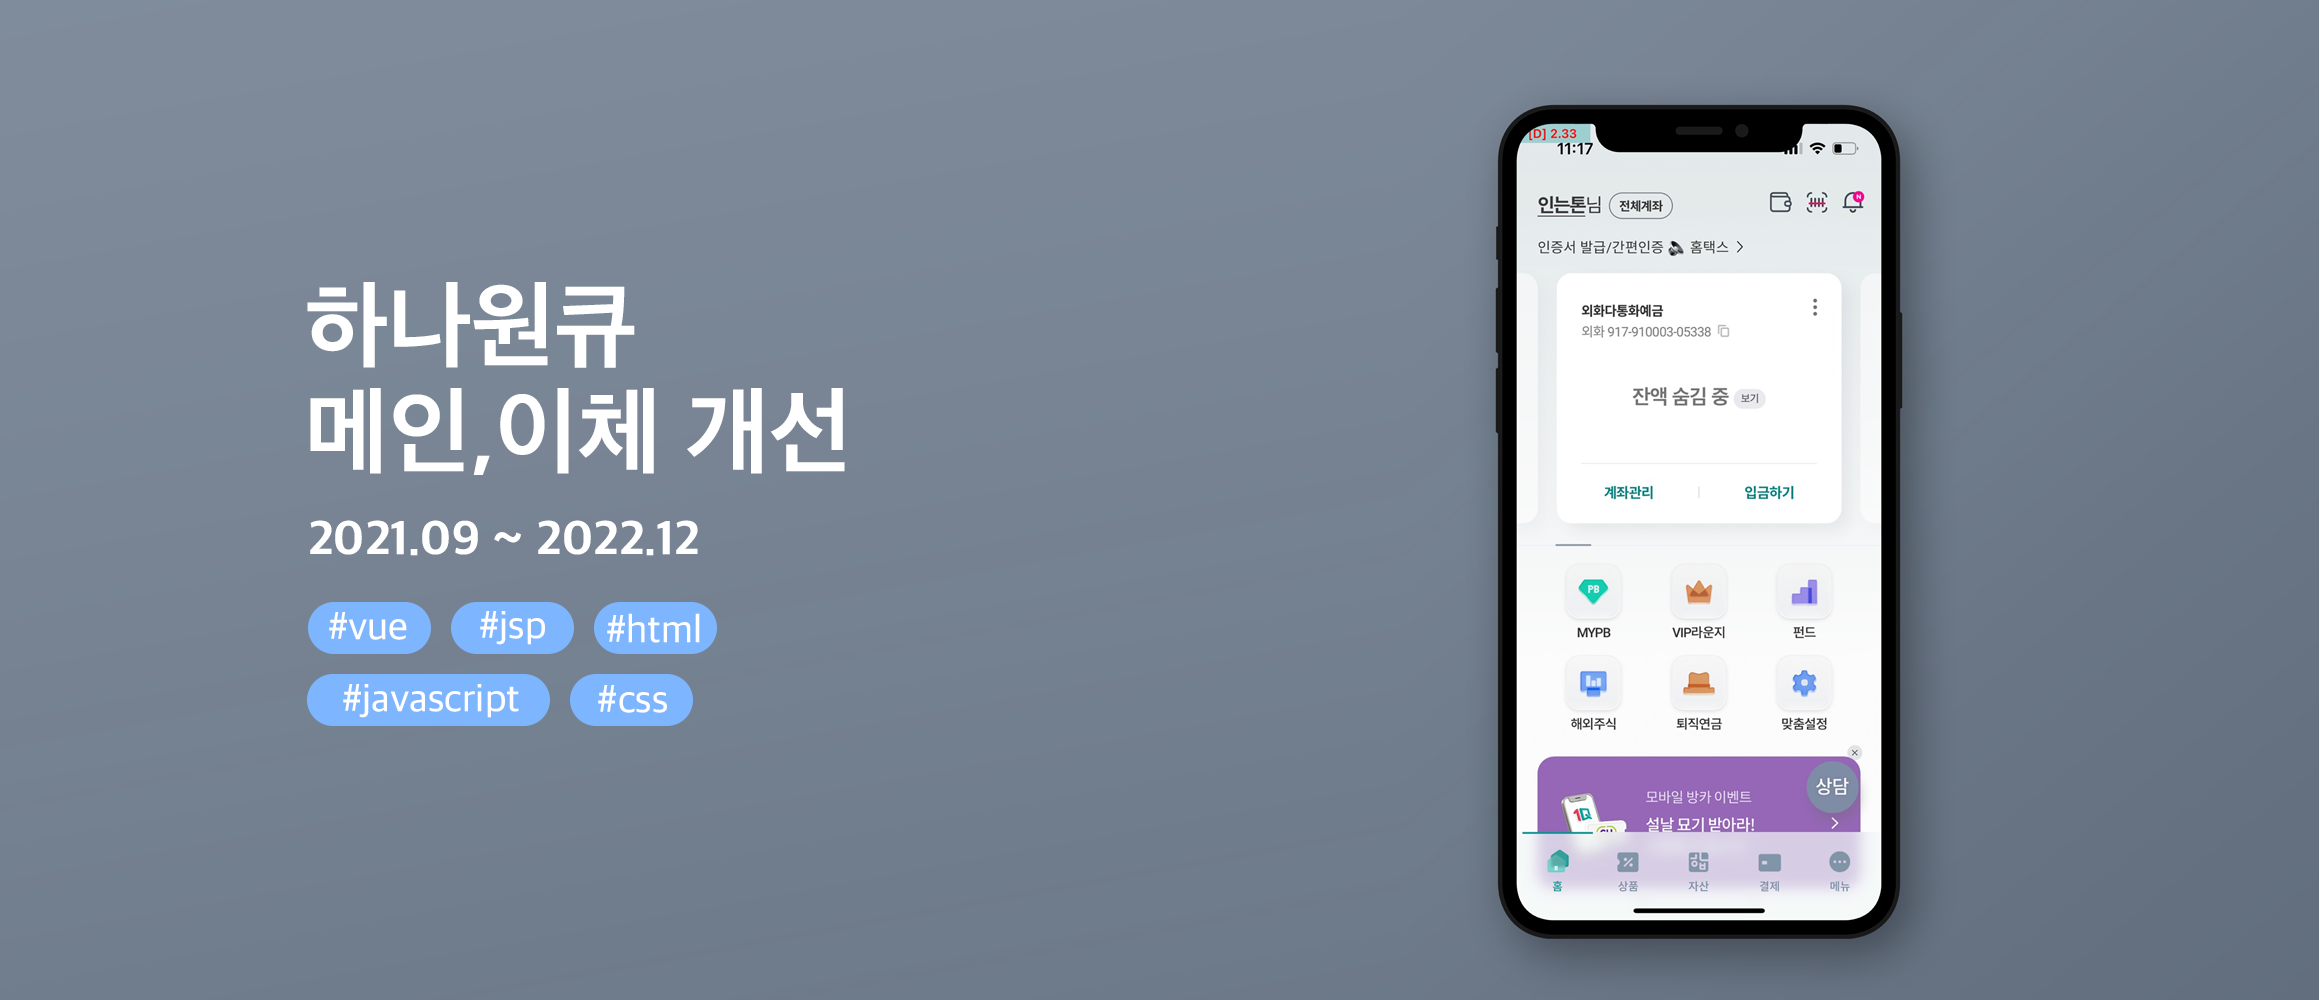 하나원큐
메인,이체 개선
2021.09 ~ 2022.12
#vue #jsp #html
#javascript #css
[D] 2.33
11:17
인는톤님 전체계좌
N
인증서 발급/간편인증 홈택스
외화다통화예금
외화 917-910003-05338
잔액 숨김 중 보기
계좌관리 입금하기
PB
MYPB VIP라운지 펀드
해외주식 퇴직연금 맞춤설정
모바일 방카 이벤트
상담
1Q
설날 묘기 받아라!
홈 상품 자산 결제 메뉴